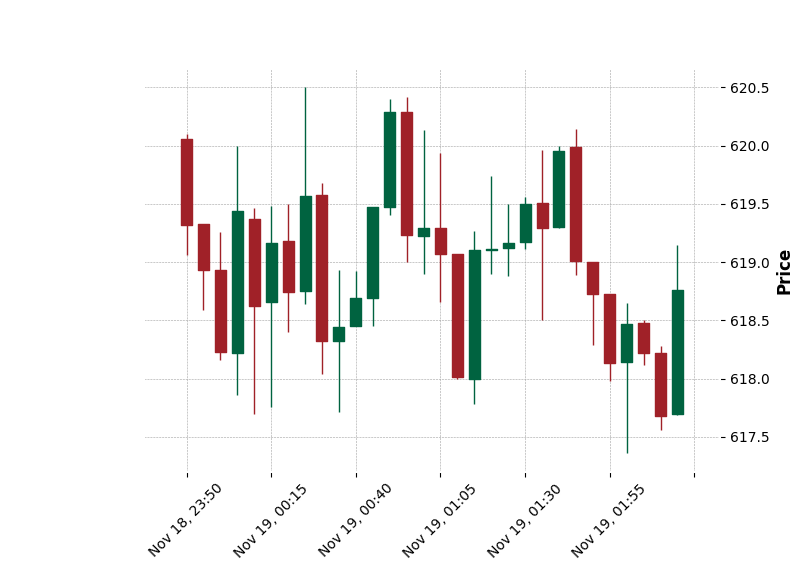 620.5
620.0
619.5
619.0
618.5
618.0
617.5
Price
Nov 18, 23:50
Nov 19, 00:15
Nov 19, 00:40
Nov 19, 01:05
Nov 19, 01:30
Nov 19, 01:55